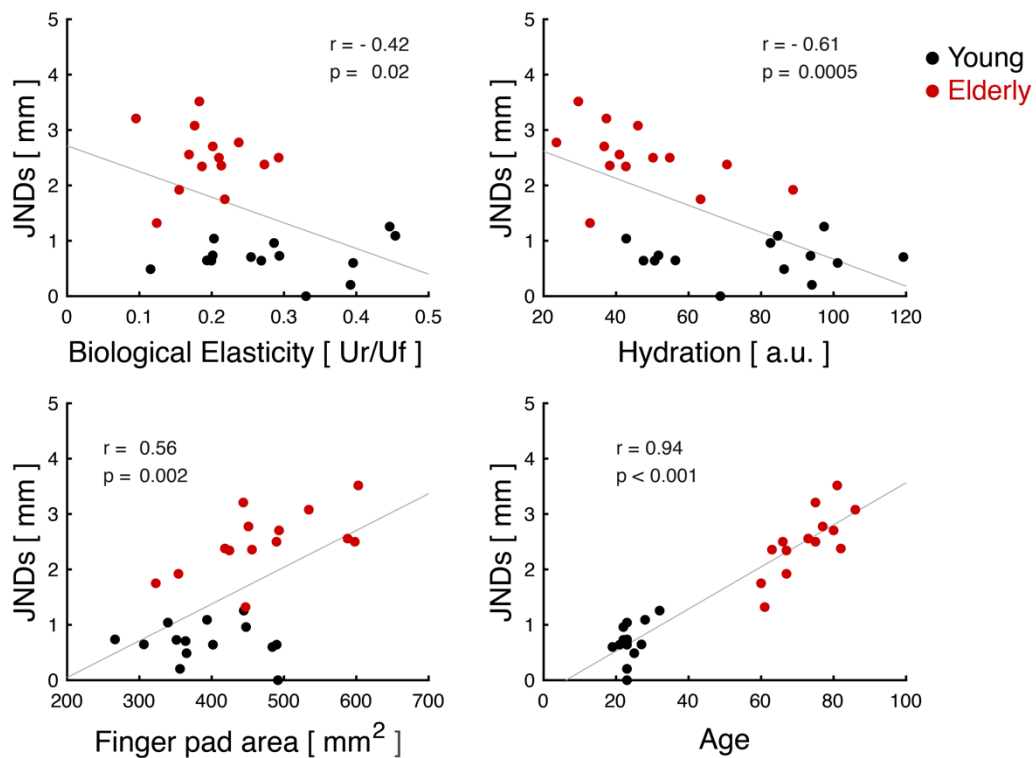 5
4
3
2
1
0
JNDs [ mm ]
r = - 0.42
p = 0.02
0 0.1 0.2 0.3 0.4 0.5
Biological Elasticity [ Ur/Uf ]
5
4
3
2
1
0
JNDs [ mm ]
r = - 0.61
p = 0.0005
20 40 60 80 100 120
Hydration [ a.u. ]
Young
Elderly
5
4
3
2
1
0
JNDs [ mm ]
r = 0.56
p = 0.002
200 300 400 500 600 700
Finger pad area [ mm² ]
5
4
3
2
1
0
JNDs [ mm ]
r = 0.94
p < 0.001
0 20 40 60 80 100
Age